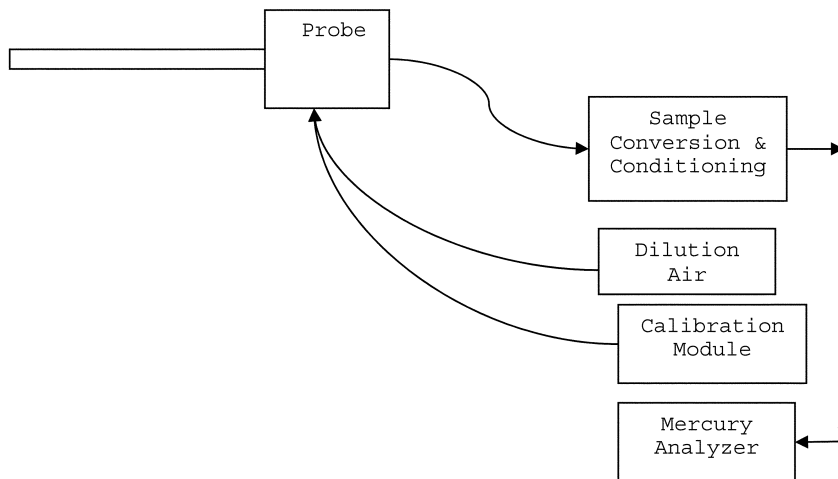 Probe
Sample
Conversion &
Conditioning
Dilution
Air
Calibration
Module
Mercury
Analyzer